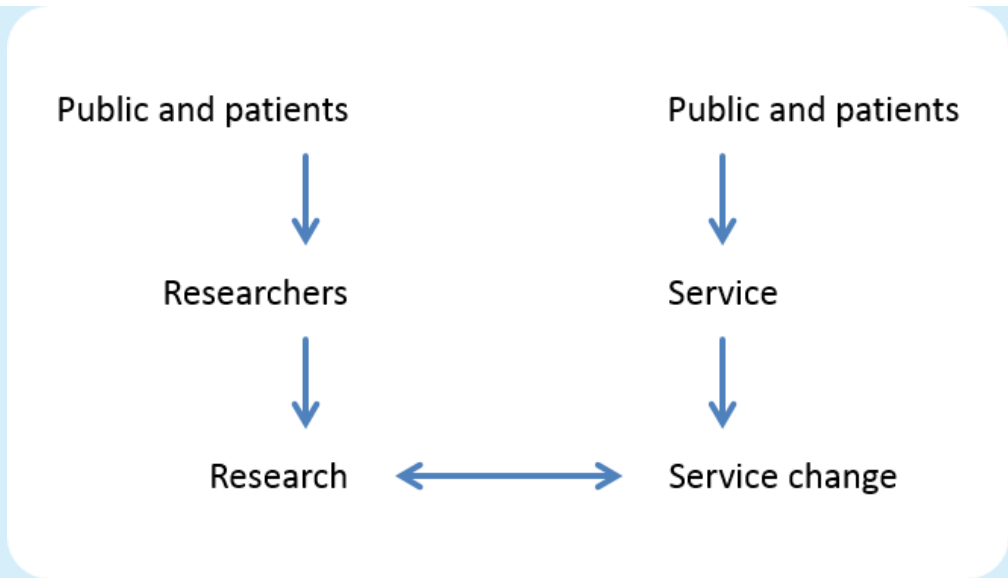 Public and patients
Public and patients
Researchers
Service
Research
Service change